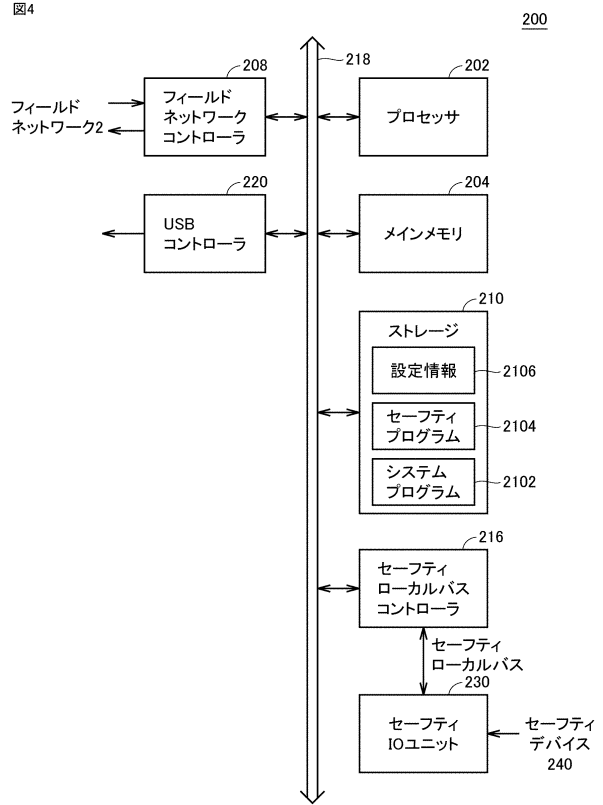 図4
200
218
208
フィールド
ネットワーク
コントローラ
フィールド
ネットワーク2
202
プロセッサ
220
USB
コントローラ
204
メインメモリ
210
ストレージ
設定情報
2106
セーフティ
プログラム
2104
システム
プログラム
2102
216
セーフティ
ローカルバス
コントローラ
セーフティ
ローカルバス
230
セーフティ
IOユニット
セーフティ
デバイス
240